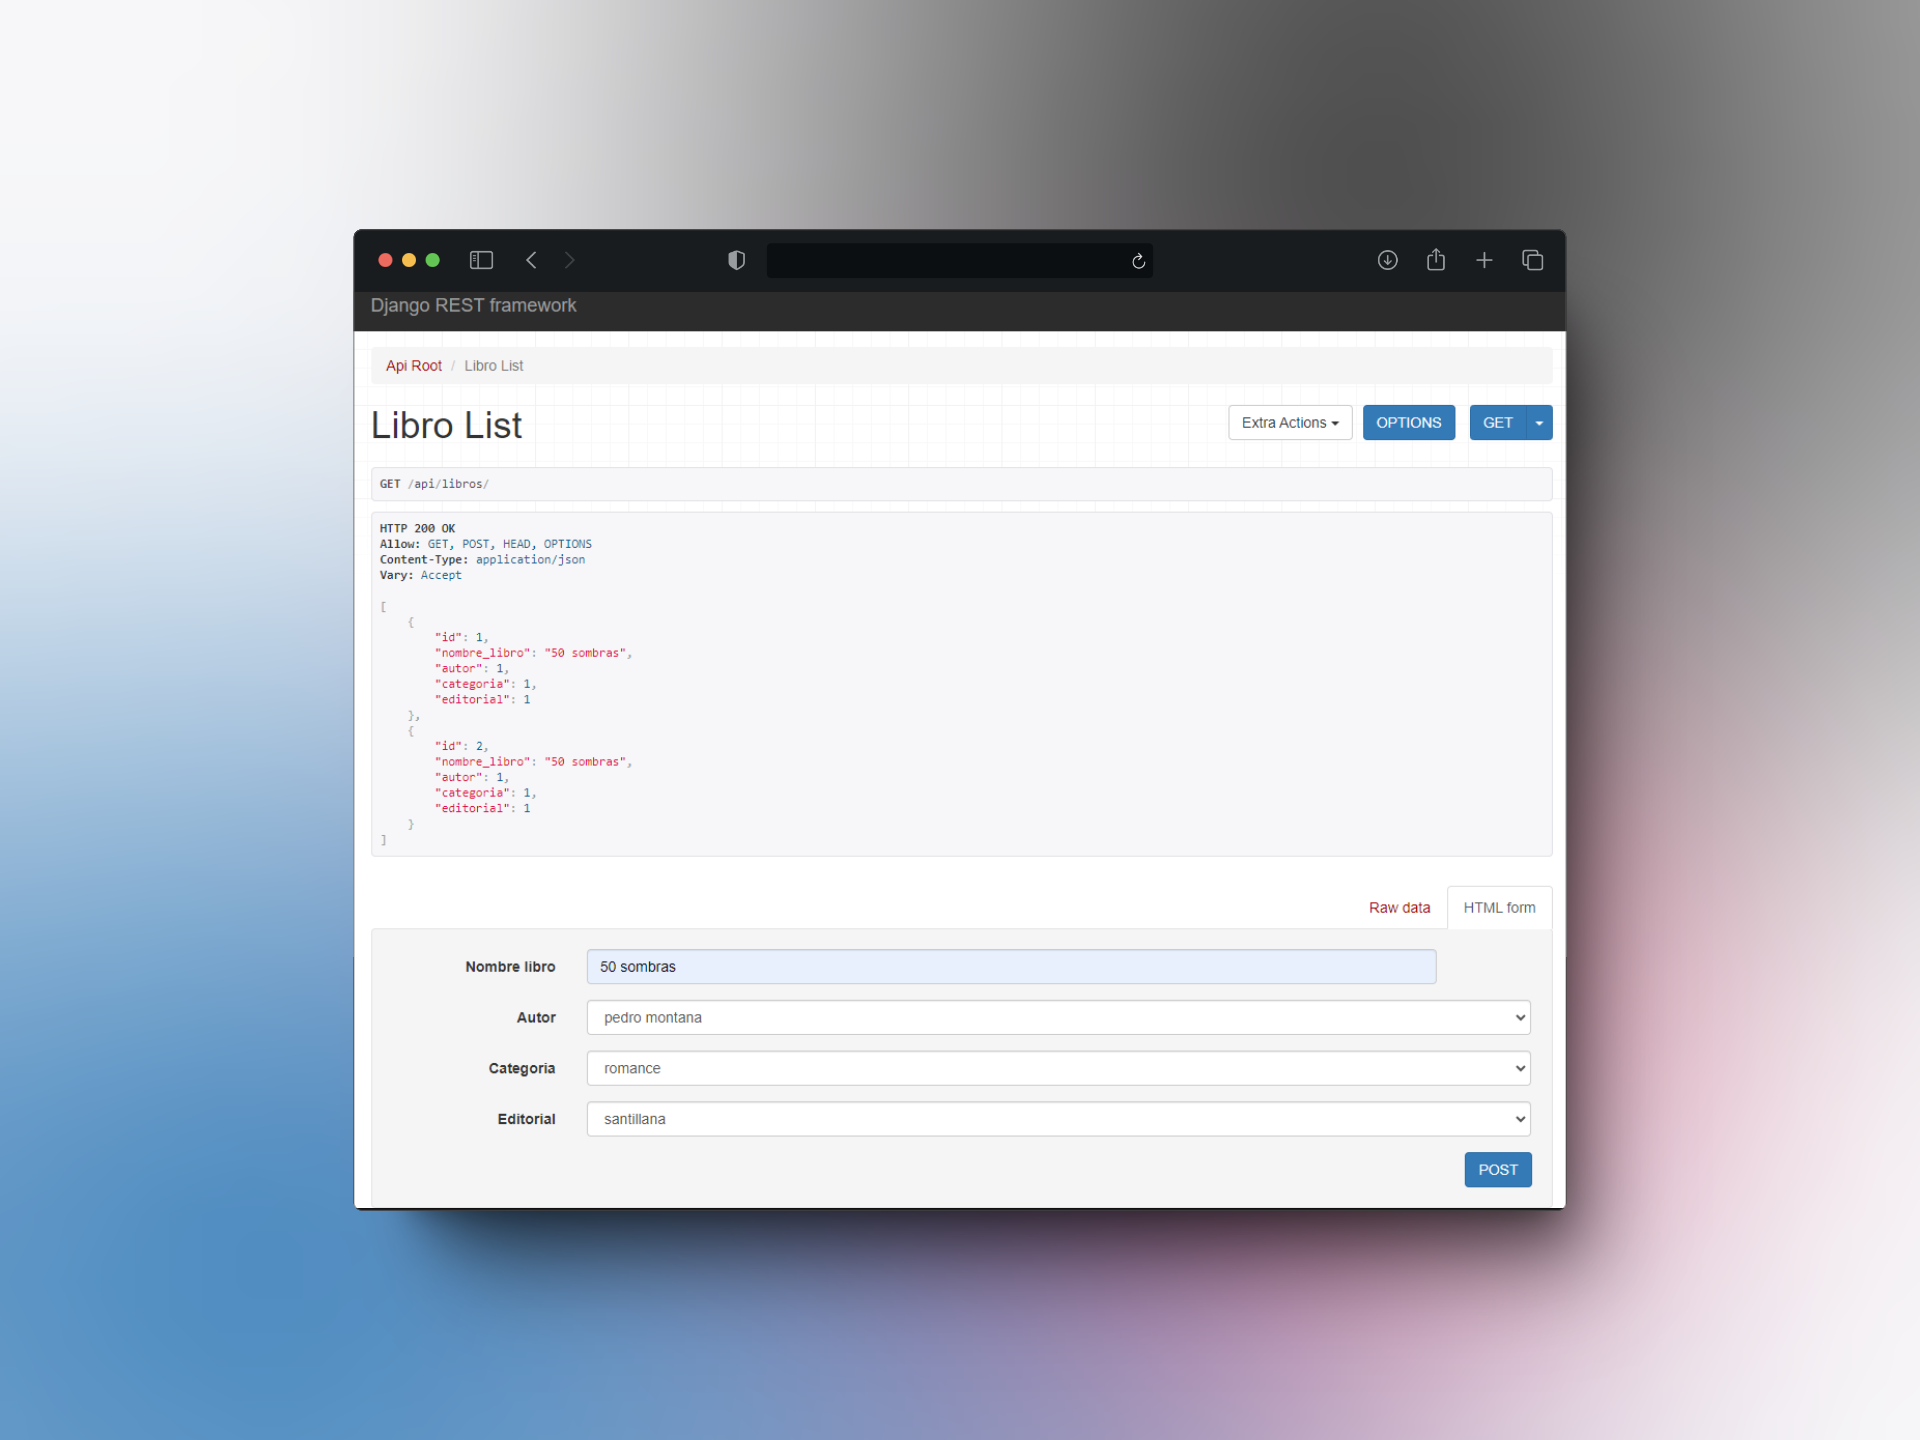 Django REST framework
Api Root / Libro List
Libro List
Extra Actions
OPTIONS
GET
GET /api/libros/
HTTP 200 OK
Allow: GET, POST, HEAD, OPTIONS
Content-Type: application/json
Vary: Accept
[
    {
        "id": 1,
        "nombre_libro": "50 sombras",
        "autor": 1,
        "categoria": 1,
        "editorial": 1
    },
    {
        "id": 2,
        "nombre_libro": "50 sombras",
        "autor": 1,
        "categoria": 1,
        "editorial": 1
    }
]
Raw data
HTML form
Nombre libro 50 sombras
Autor pedro montana
Categoria romance
Editorial santillana
POST